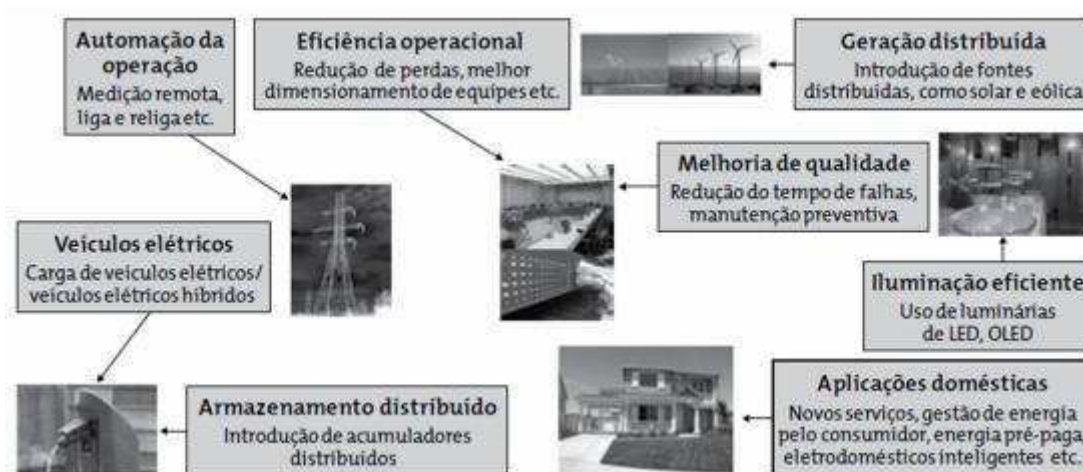 Automação da
operação
Medição remota,
liga e religa etc.
Eficiência operacional
Redução de perdas, melhor
dimensionamento de equipes etc.
Geração distribuída
Introdução de fontes
distribuídas, como solar e eólica
Melhoria de qualidade
Redução do tempo de falhas,
manutenção preventiva
Veículos elétricos
Carga de veículos elétricos/
veículos elétricos híbridos
Iluminação eficiente
Uso de luminárias
de LED, OLED
Armazenamento distribuído
Introdução de acumuladores
distribuídos
Aplicações domésticas
Novos serviços, gestão de energia
pelo consumidor, energia pré-paga,
eletrodomésticos inteligentes etc.